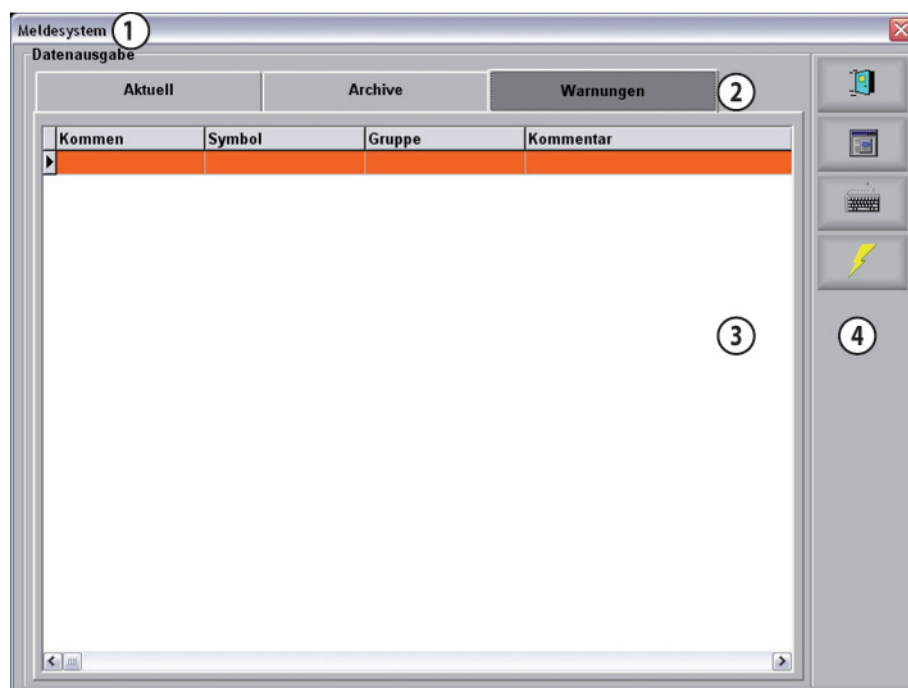 Meldesystem 1
Datenausgabe
Aktuell Archive Warnungen 2
Kommen Symbol Gruppe Kommentar
3 4